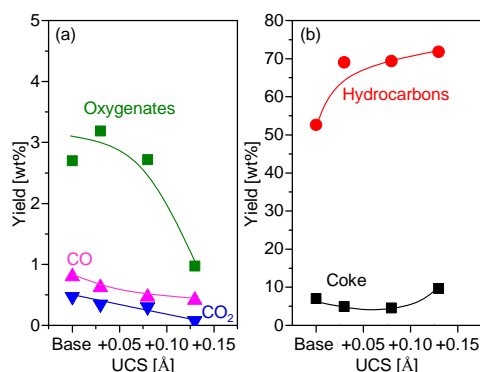 (a)
5
4
3
2
1
0
Yield [wt%]
Oxygenates
CO
CO₂
Base +0.05 +0.10 +0.15
UCS [Å]
(b)
80
70
60
50
40
30
20
10
0
Yield [wt%]
Hydrocarbons
Coke
Base +0.05 +0.10 +0.15
UCS [Å]